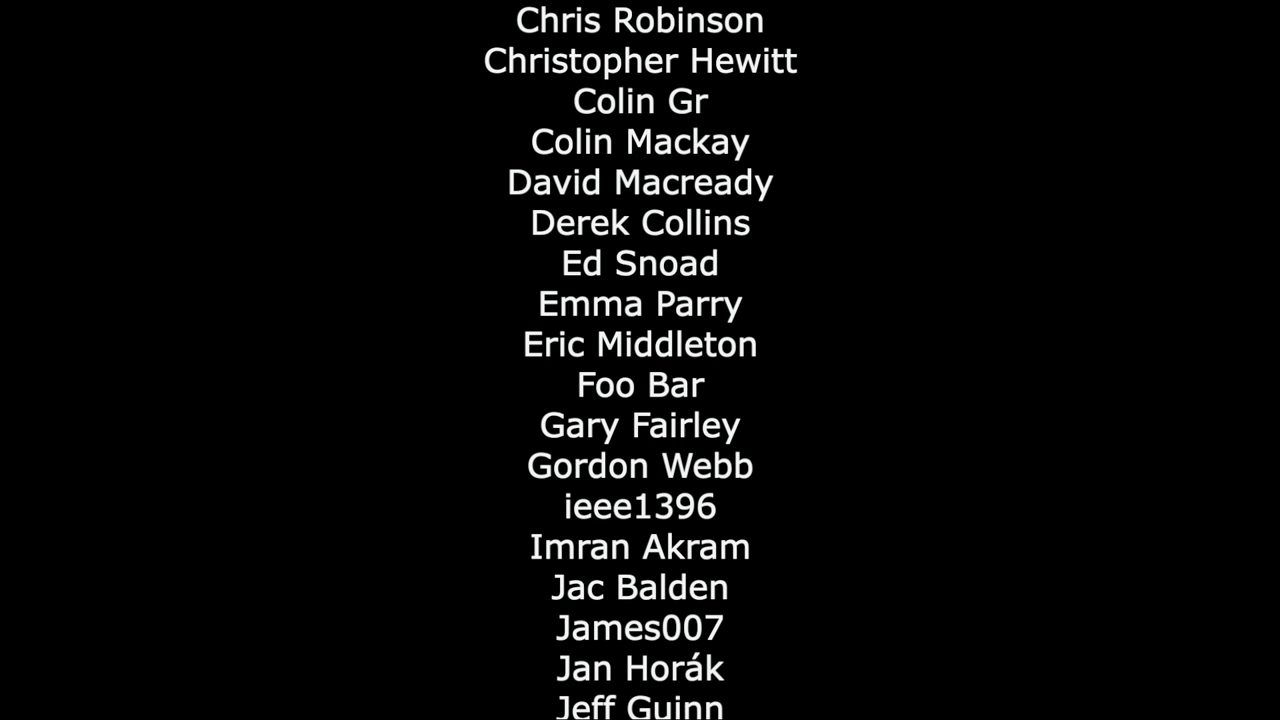 Chris Robinson
Christopher Hewitt
Colin Gr
Colin Mackay
David Macready
Derek Collins
Ed Snoad
Emma Parry
Eric Middleton
Foo Bar
Gary Fairley
Gordon Webb
ieee1396
Imran Akram
Jac Balden
James007
Jan Horák
Jeff Guinn